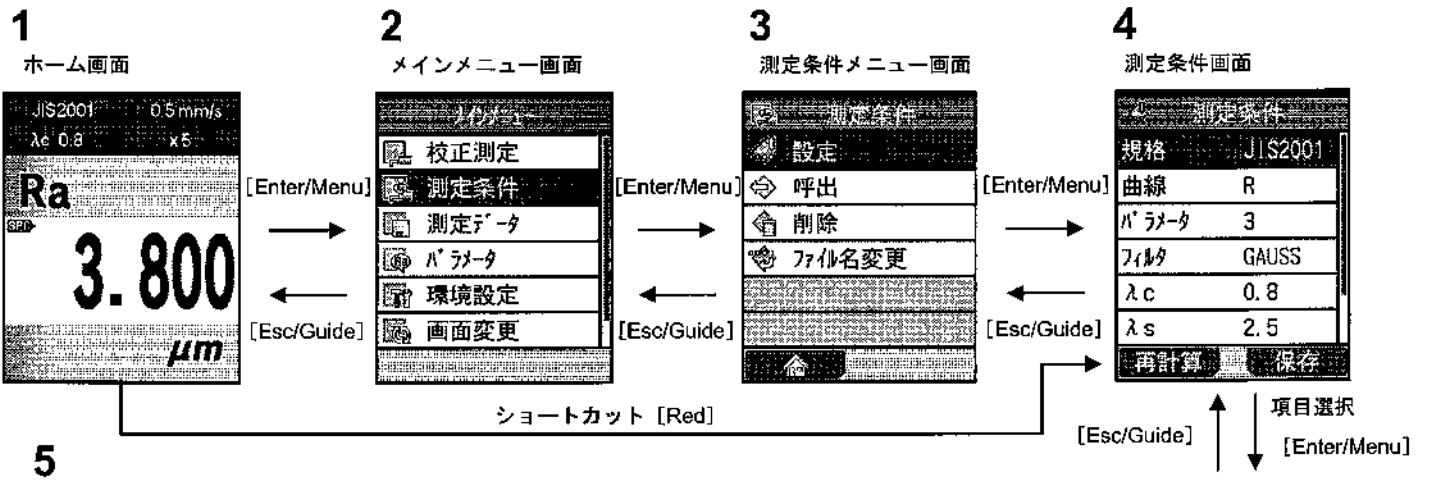 1
ホーム画面
JIS2001 0.5mm/s
λc 0.8 x5
Ra
3.800
μm
[Enter/Menu]
[Esc/Guide]
2
メインメニュー画面
ﾒｲﾝﾒﾆｭｰ
校正測定
測定条件
測定ﾃﾞｰﾀ
ﾊﾟﾗﾒｰﾀ
環境設定
画面変更
[Enter/Menu]
[Esc/Guide]
3
測定条件メニュー画面
測定条件
設定
呼出
削除
ﾌｧｲﾙ名変更
[Enter/Menu]
[Esc/Guide]
4
測定条件画面
測定条件
規格 JIS2001
曲線 R
ﾊﾟﾗﾒｰﾀ 3
ﾌｨﾙﾀ GAUSS
λc 0.8
λs 2.5
再計算 保存
ショートカット [Red]
[Esc/Guide]
項目選択
[Enter/Menu]
5